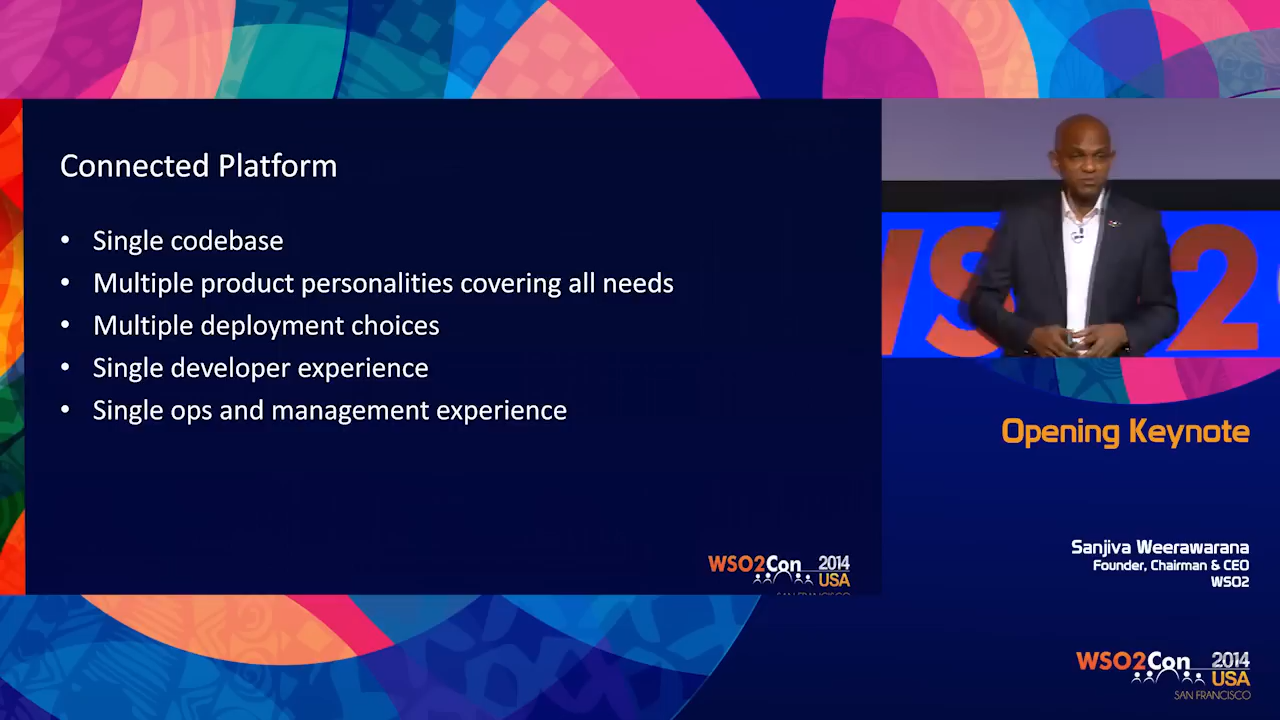 Connected Platform
• Single codebase
• Multiple product personalities covering all needs
• Multiple deployment choices
• Single developer experience
• Single ops and management experience
WSO2Con 2014
USA
WSO2
Opening Keynote
Sanjiva Weerawarana
Founder, Chairman & CEO
WSO2
WSO2Con 2014
USA
SAN FRANCISCO